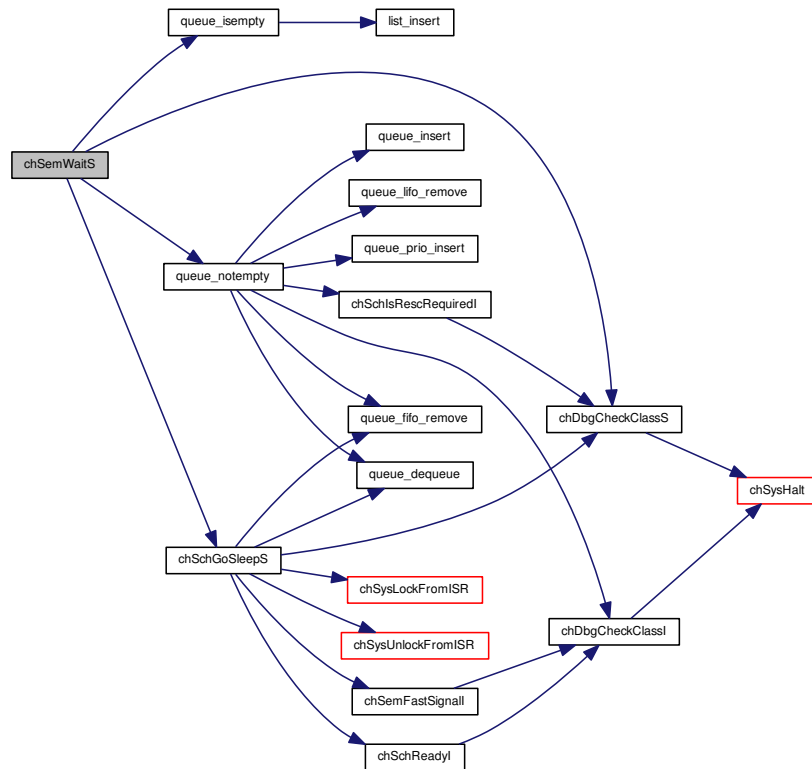 queue_isempty
list_insert
chSemWaitS
queue_insert
queue_lifo_remove
queue_prio_insert
queue_notempty
chSchIsRescRequiredI
queue_fifo_remove
chDbgCheckClassS
queue_dequeue
chSysHalt
chSchGoSleepS
chSysLockFromISR
chSysUnlockFromISR
chDbgCheckClassI
chSemFastSignalI
chSchReadyI